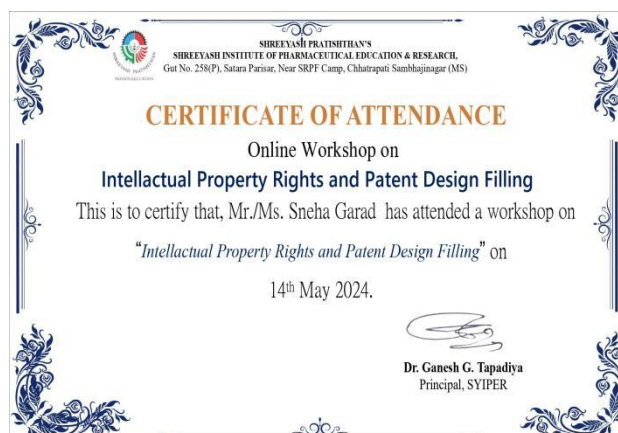 SHREEYASH PRATISHTHAN'S
SHREEYASH INSTITUTE OF PHARMACEUTICAL EDUCATION & RESEARCH,
Gut No. 258(P), Satara Parisar, Near SRPF Camp, Chhatrapati Sambhajinagar (MS)
CERTIFICATE OF ATTENDANCE
Online Workshop on
Intellactual Property Rights and Patent Design Filling
This is to certify that, Mr./Ms. Sneha Garad has attended a workshop on
"Intellactual Property Rights and Patent Design Filling" on
14th May 2024.
Dr. Ganesh G. Tapadiya
Principal, SYIPER